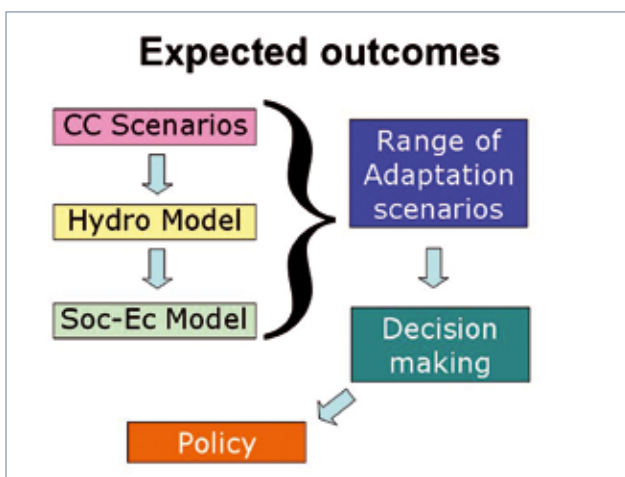 Expected outcomes
CC Scenarios
Hydro Model
Soc-Ec Model
Range of
Adaptation
scenarios
Decision
making
Policy